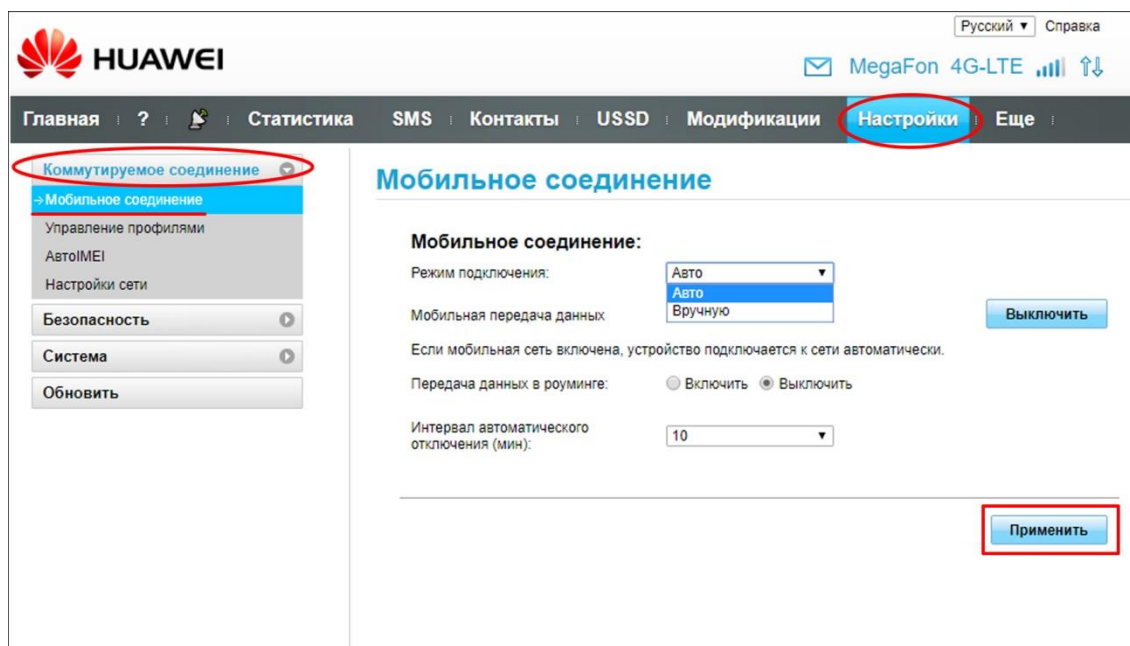 Русский Справка
HUAWEI
MegaFon 4G-LTE
Главная ? Статистика SMS Контакты USSD Модификации Настройки Еще
Коммутируемое соединение
→Мобильное соединение
Управление профилями
АвтоIMEI
Настройки сети
Безопасность
Система
Обновить
Мобильное соединение
Мобильное соединение:
Режим подключения: Авто
Авто
Вручную
Мобильная передача данных Выключить
Если мобильная сеть включена, устройство подключается к сети автоматически.
Передача данных в роуминге: Включить Выключить
Интервал автоматического
отключения (мин): 10
Применить